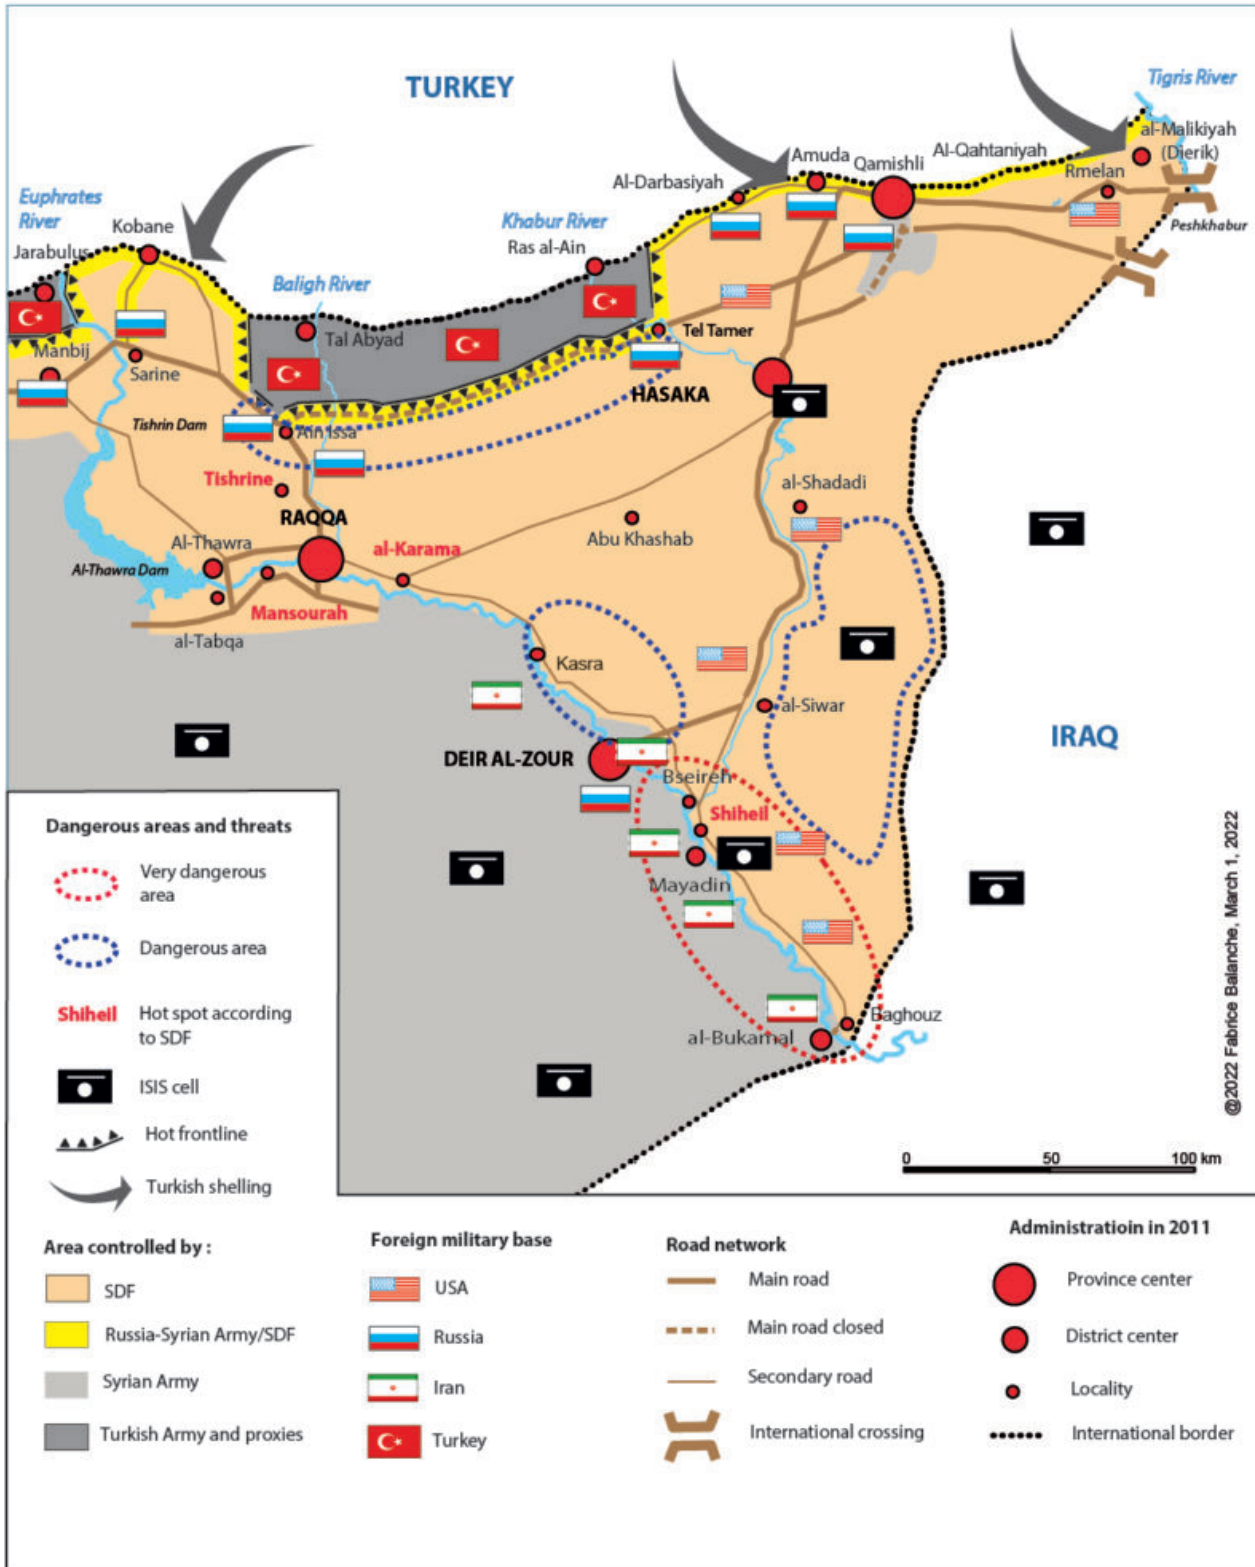 TURKEY
Tigris River
al-Malikiyah
(Dierik)
Al-Qahtaniyah
Amuda
Qamishli
Rmelan
Al-Darbasiyah
Peshkhabur
Euphrates
River
Kobane
Khabur River
Ras al-Ain
Jarabulus
Baligh River
Tal Abyad
Tel Tamer
Manbij
Sarine
HASAKA
Tishrin Dam
Ain Issa
Tishrine
al-Shadadi
RAQQA
Abu Khashab
Al-Thawra
al-Karama
Al-Thawra Dam
Mansourah
al-Tabqa
Kasra
al-Siwar
IRAQ
DEIR AL-ZOUR
Bseireh
Shiheil
Mayadin
Baghouz
al-Bukamal
@2022 Fabrice Balanche, March 1, 2022
0 50 100 km
Dangerous areas and threats
Very dangerous
area
Dangerous area
Shiheil Hot spot according
to SDF
ISIS cell
Hot frontline
Turkish shelling
Area controlled by :
SDF
Russia-Syrian Army/SDF
Syrian Army
Turkish Army and proxies
Foreign military base
USA
Russia
Iran
Turkey
Road network
Main road
Main road closed
Secondary road
International crossing
Administratioin in 2011
Province center
District center
Locality
International border